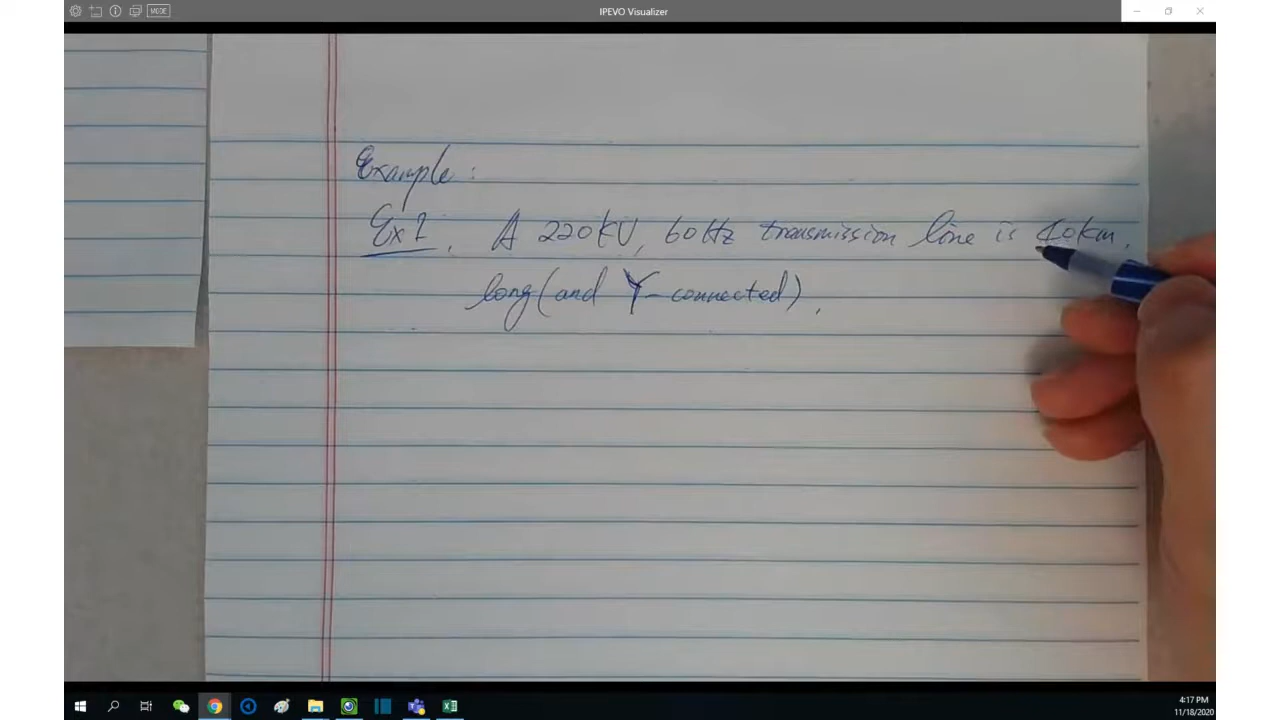 IPEVO Visualizer
MODE
Example :
Ex 1. A 220kV, 60Hz transmission line is 40km.
long (and Y-connected).
4:17 PM
11/18/2020